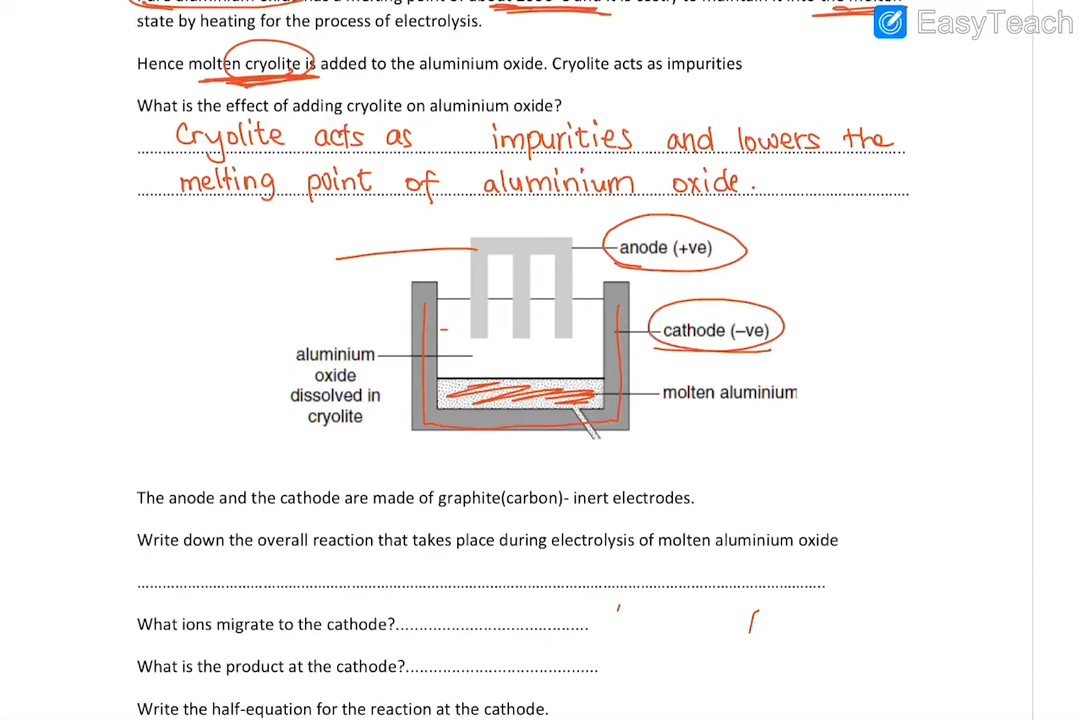 EasyTeach
state by heating for the process of electrolysis.
Hence molten cryolite is added to the aluminium oxide. Cryolite acts as impurities
What is the effect of adding cryolite on aluminium oxide?
Cryolite acts as impurities and lowers the
melting point of aluminium oxide.
anode (+ve)
cathode (–ve)
aluminium
oxide
dissolved in
cryolite
molten aluminium
The anode and the cathode are made of graphite(carbon)- inert electrodes.
Write down the overall reaction that takes place during electrolysis of molten aluminium oxide
What ions migrate to the cathode?
What is the product at the cathode?
Write the half-equation for the reaction at the cathode.